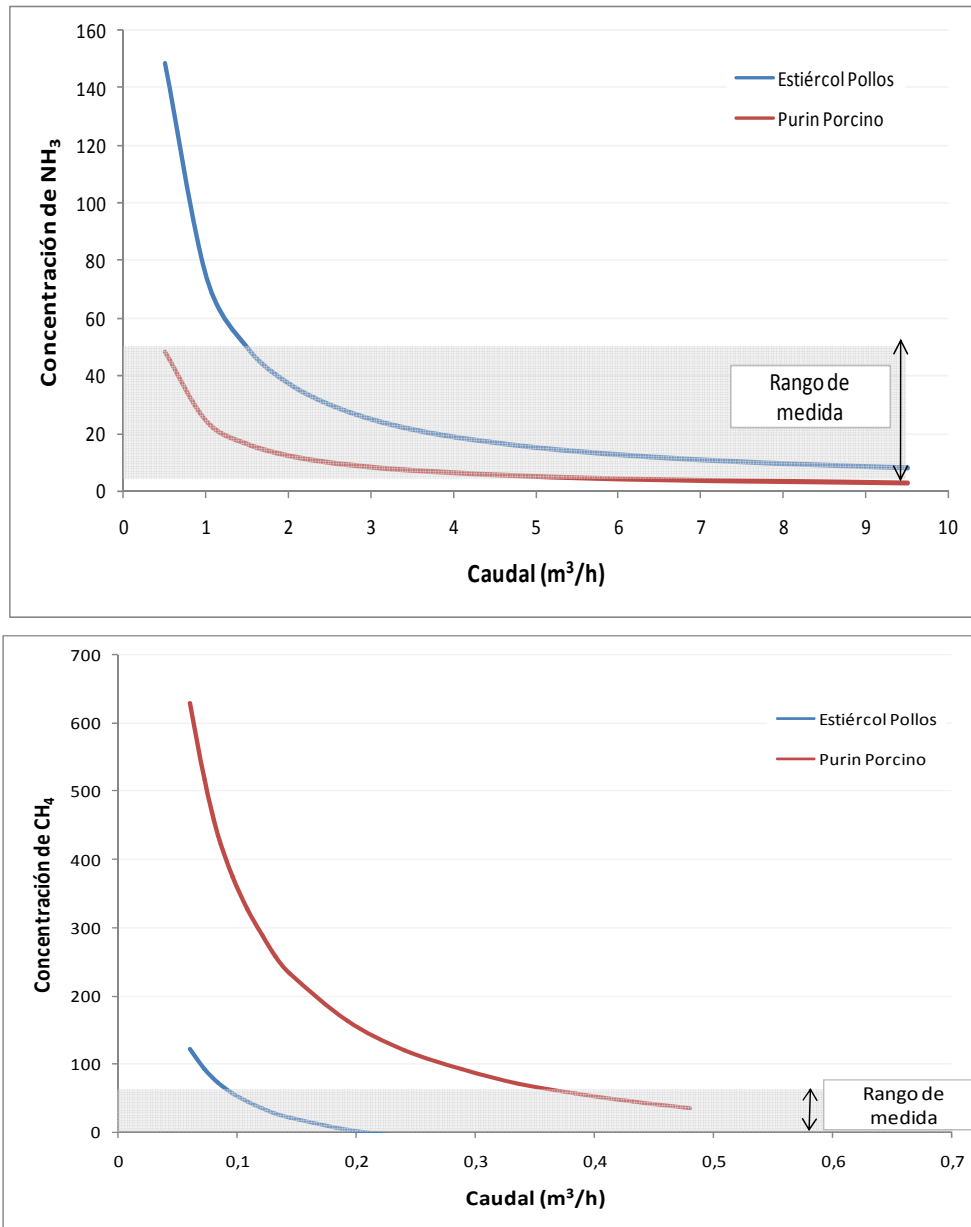 160
140
120
100
80
60
40
20
0
Concentración de NH₃
Estiércol Pollos
Purin Porcino
Rango de
medida
0 1 2 3 4 5 6 7 8 9 10
Caudal (m³/h)
700
600
500
400
300
200
100
0
Concentración de CH₄
Estiércol Pollos
Purin Porcino
Rango de
medida
0 0,1 0,2 0,3 0,4 0,5 0,6 0,7
Caudal (m³/h)